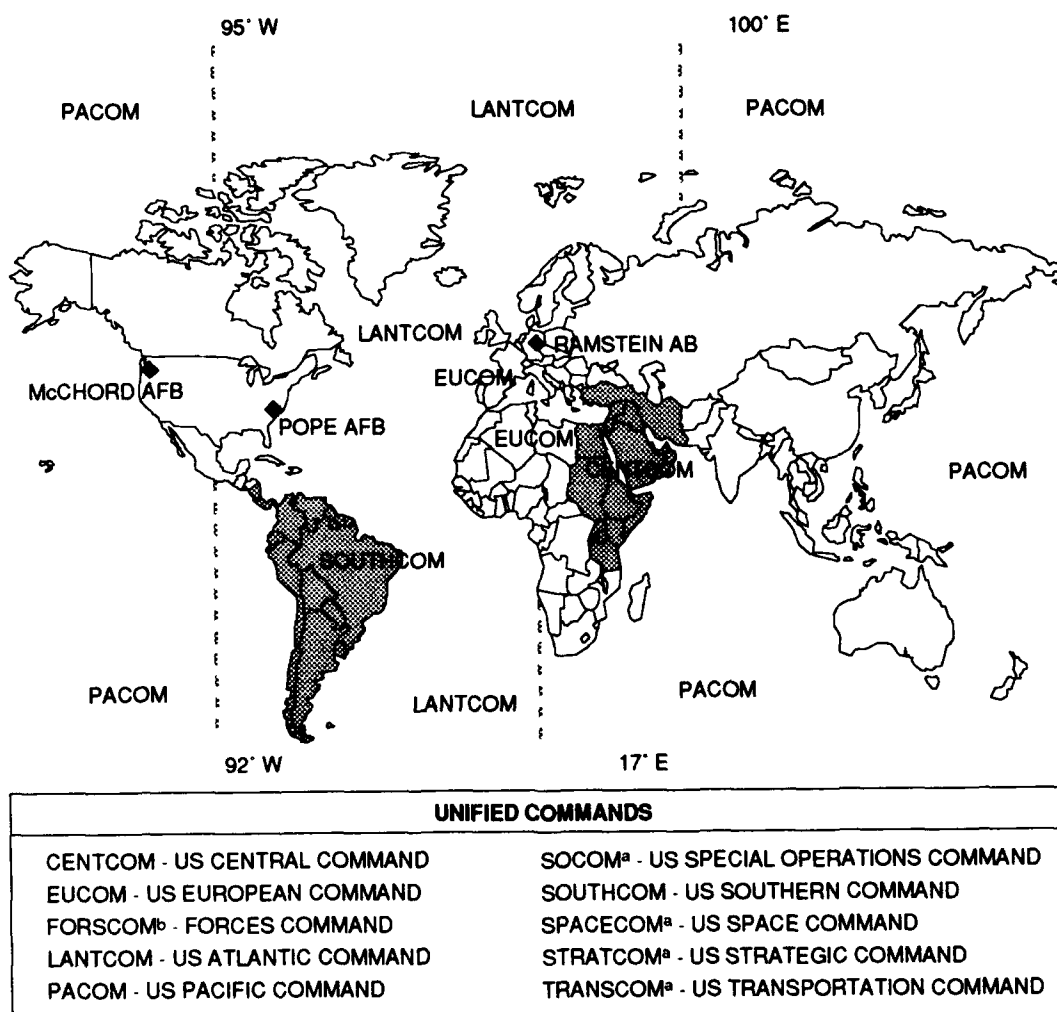 95° W
100° E
PACOM
LANTCOM
PACOM
LANTCOM
RAMSTEIN AB
EUCOM
McCHORD AFB
POPE AFB
EUCOM
CENTCOM
PACOM
SOUTHCOM
PACOM
LANTCOM
PACOM
92° W
17° E
UNIFIED COMMANDS
CENTCOM - US CENTRAL COMMAND
EUCOM - US EUROPEAN COMMAND
FORSCOMᵇ - FORCES COMMAND
LANTCOM - US ATLANTIC COMMAND
PACOM - US PACIFIC COMMAND
SOCOMᵃ - US SPECIAL OPERATIONS COMMAND
SOUTHCOM - US SOUTHERN COMMAND
SPACECOMᵃ - US SPACE COMMAND
STRATCOMᵃ - US STRATEGIC COMMAND
TRANSCOMᵃ - US TRANSPORTATION COMMAND